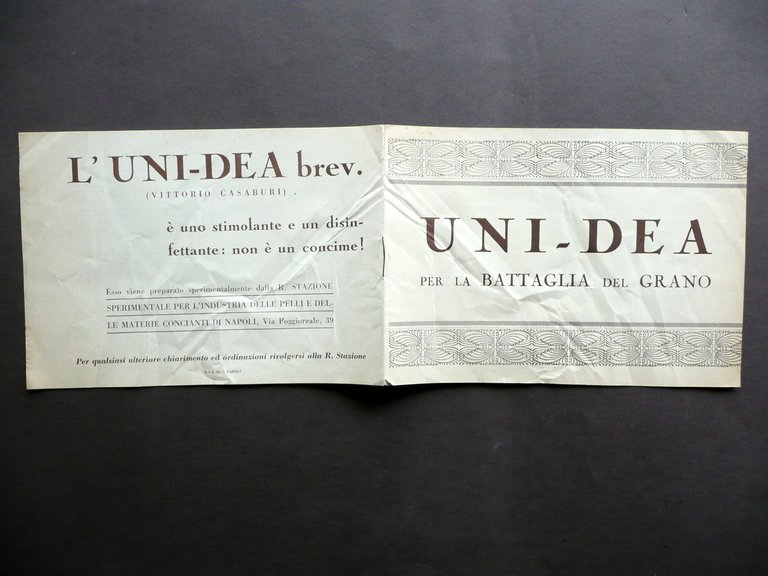 L' UNI-DEA brev.
(VITTORIO CASABURI).
è uno stimolante e un disin-
fettante: non è un concime!
Esso viene preparato sperimentalmente dalla R. STAZIONE
SPERIMENTALE PER L'INDUSTRIA DELLE PELLI E DEL-
LE MATERIE CONCIANTI DI NAPOLI, Via Poggioreale, 39
Per qualsiasi ulteriore chiarimento ed ordinazioni rivolgersi alla R. Stazione
UNI-DEA
PER LA BATTAGLIA DEL GRANO